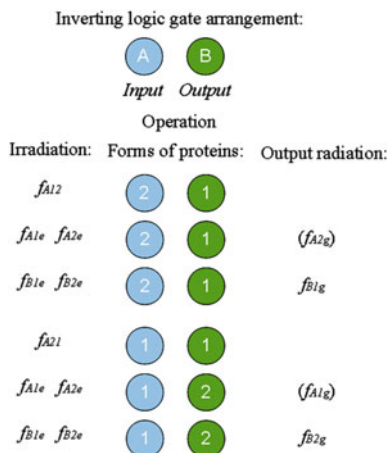 Inverting logic gate arrangement:
A B
Input Output
Operation
Irradiation: Forms of proteins: Output radiation:
fA12 2 1
fA1e fA2e 2 1 (fA2g)
fB1e fB2e 2 1 fB1g
fA21 1 1
fA1e fA2e 1 2 (fA1g)
fB1e fB2e 1 2 fB2g